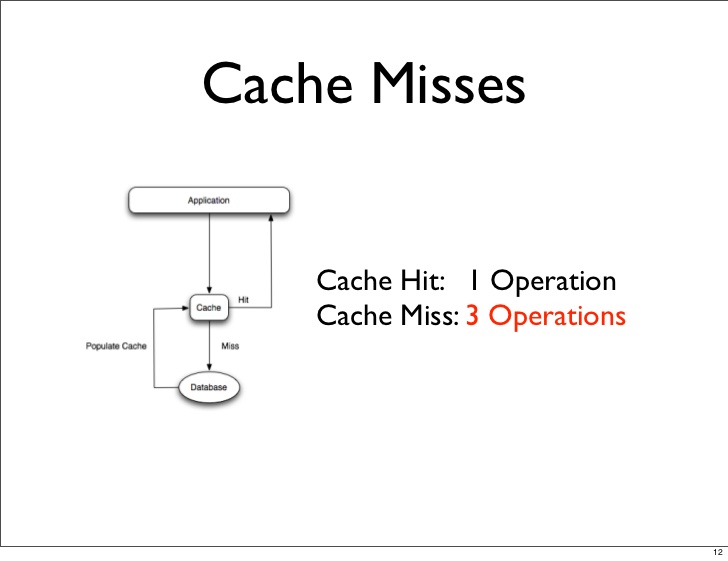 Cache Misses
Application
Hit
Cache
Populate Cache
Miss
Database
Cache Hit: 1 Operation
Cache Miss: 3 Operations
12